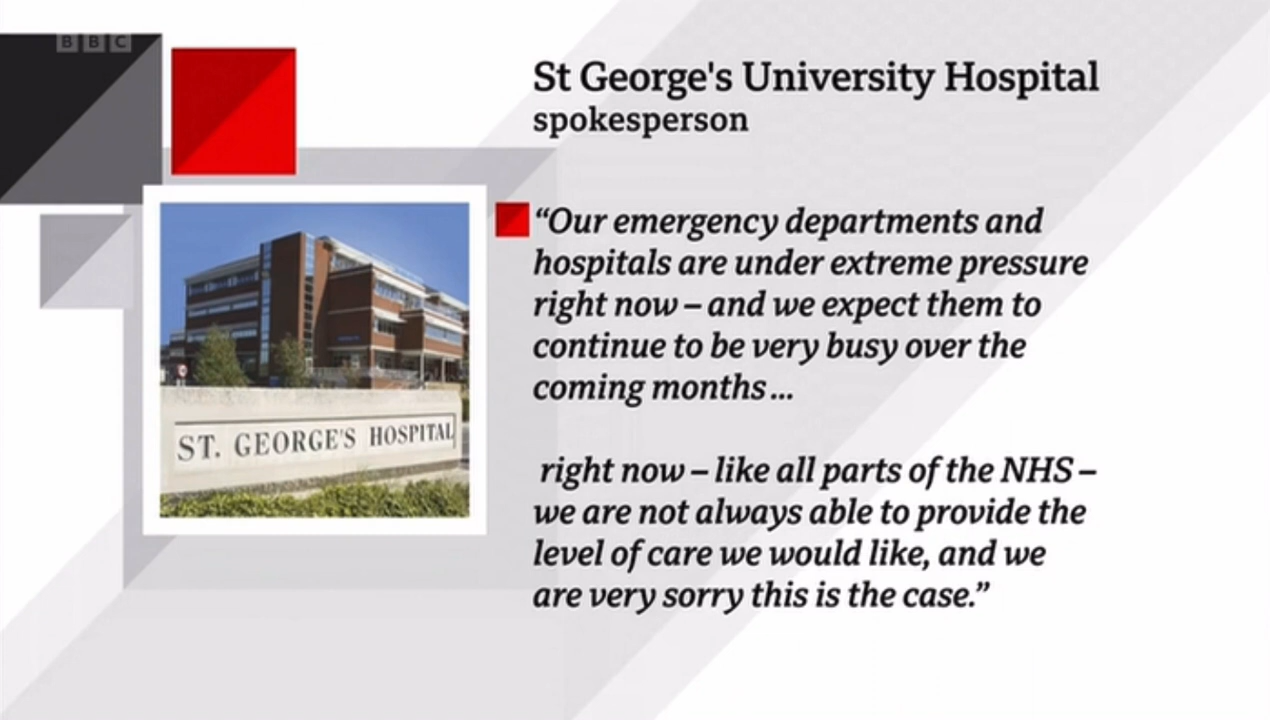 BBC
St George's University Hospital
spokesperson
“Our emergency departments and
hospitals are under extreme pressure
right now – and we expect them to
continue to be very busy over the
coming months...
right now – like all parts of the NHS –
we are not always able to provide the
level of care we would like, and we
are very sorry this is the case.”
ST. GEORGE'S HOSPITAL